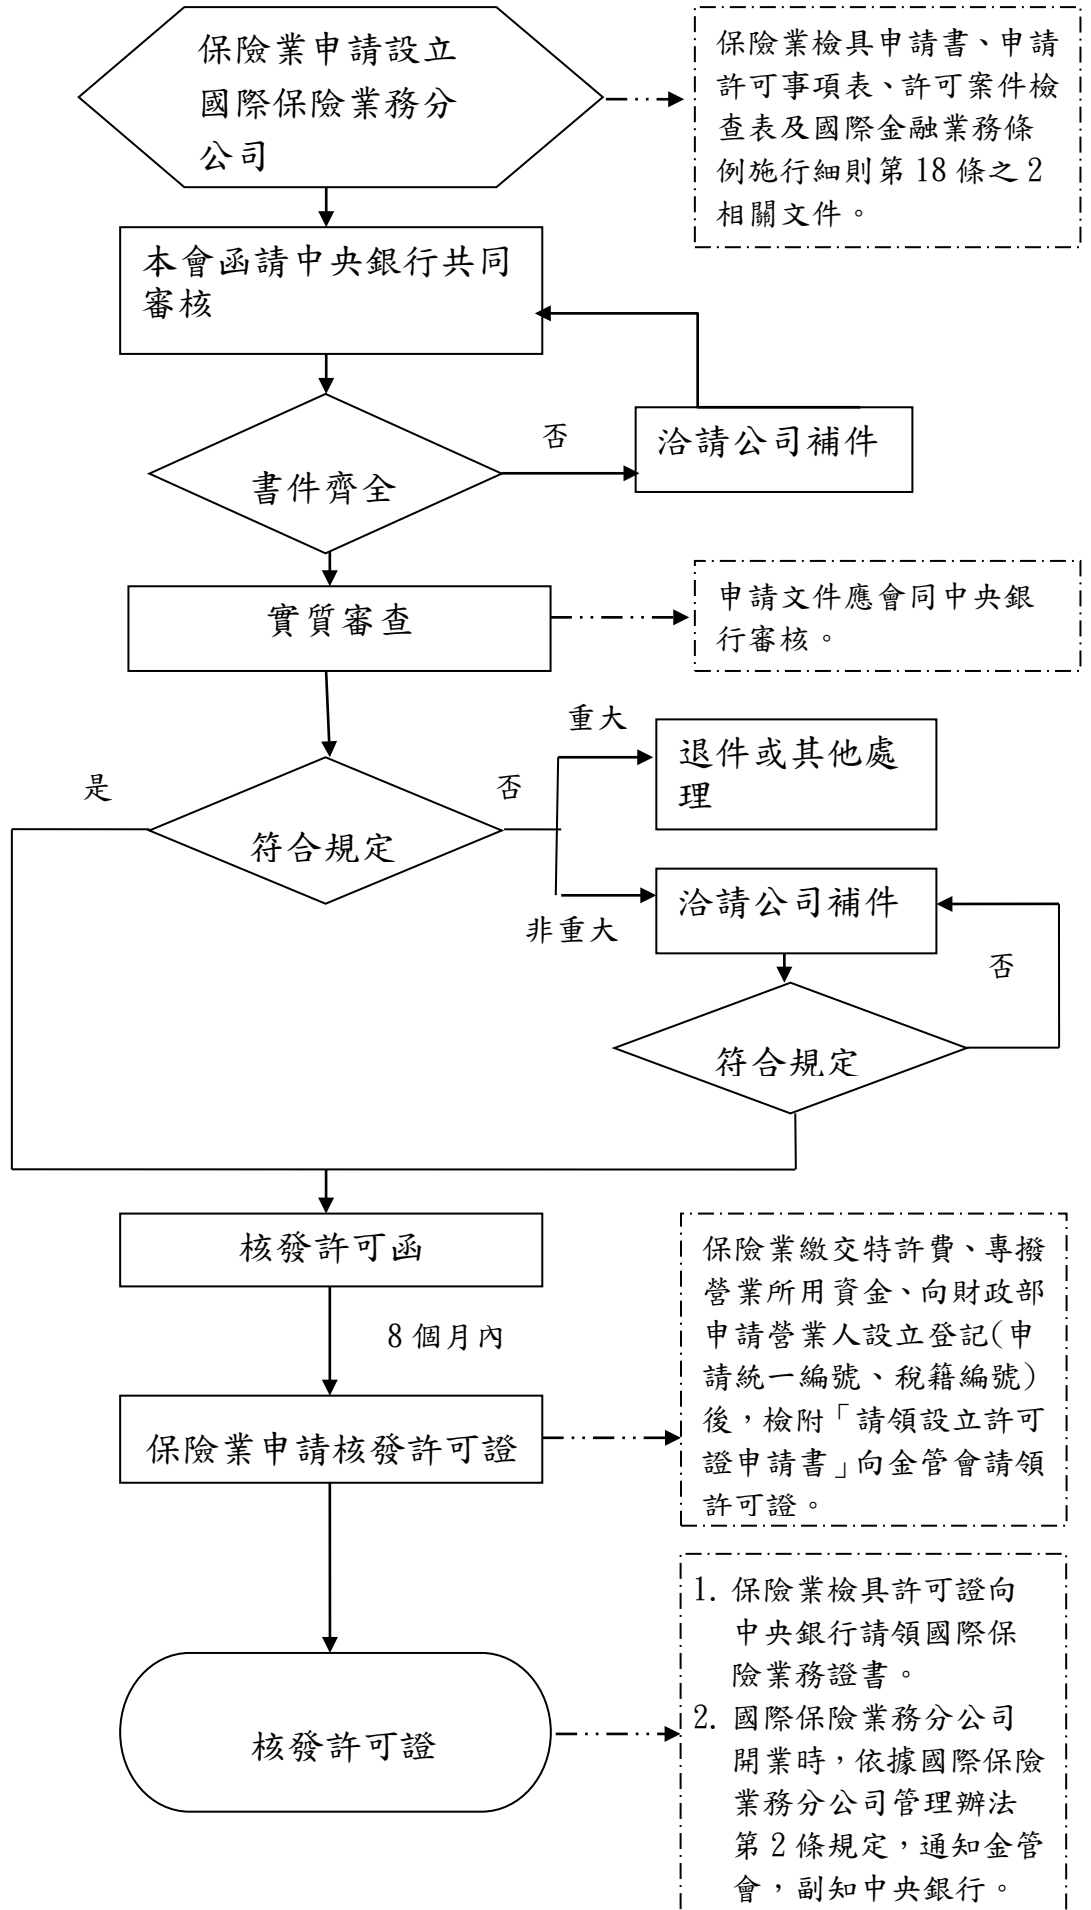 保險業申請設立
國際保險業務分
公司
保險業檢具申請書、申請
許可事項表、許可案件檢
查表及國際金融業務條
例施行細則第18條之2
相關文件。
本會函請中央銀行共同
審核
書件齊全
否
洽請公司補件
實質審查
申請文件應會同中央銀
行審核。
符合規定
是
否
重大
退件或其他處
理
非重大
洽請公司補件
符合規定
否
核發許可函
8個月內
保險業申請核發許可證
保險業繳交特許費、專撥
營業所用資金、向財政部
申請營業人設立登記(申
請統一編號、稅籍編號)
後，檢附「請領設立許可
證申請書」向金管會請領
許可證。
核發許可證
1. 保險業檢具許可證向
中央銀行請領國際保
險業務證書。
2. 國際保險業務分公司
開業時，依據國際保險
業務分公司管理辦法
第2條規定，通知金管
會，副知中央銀行。